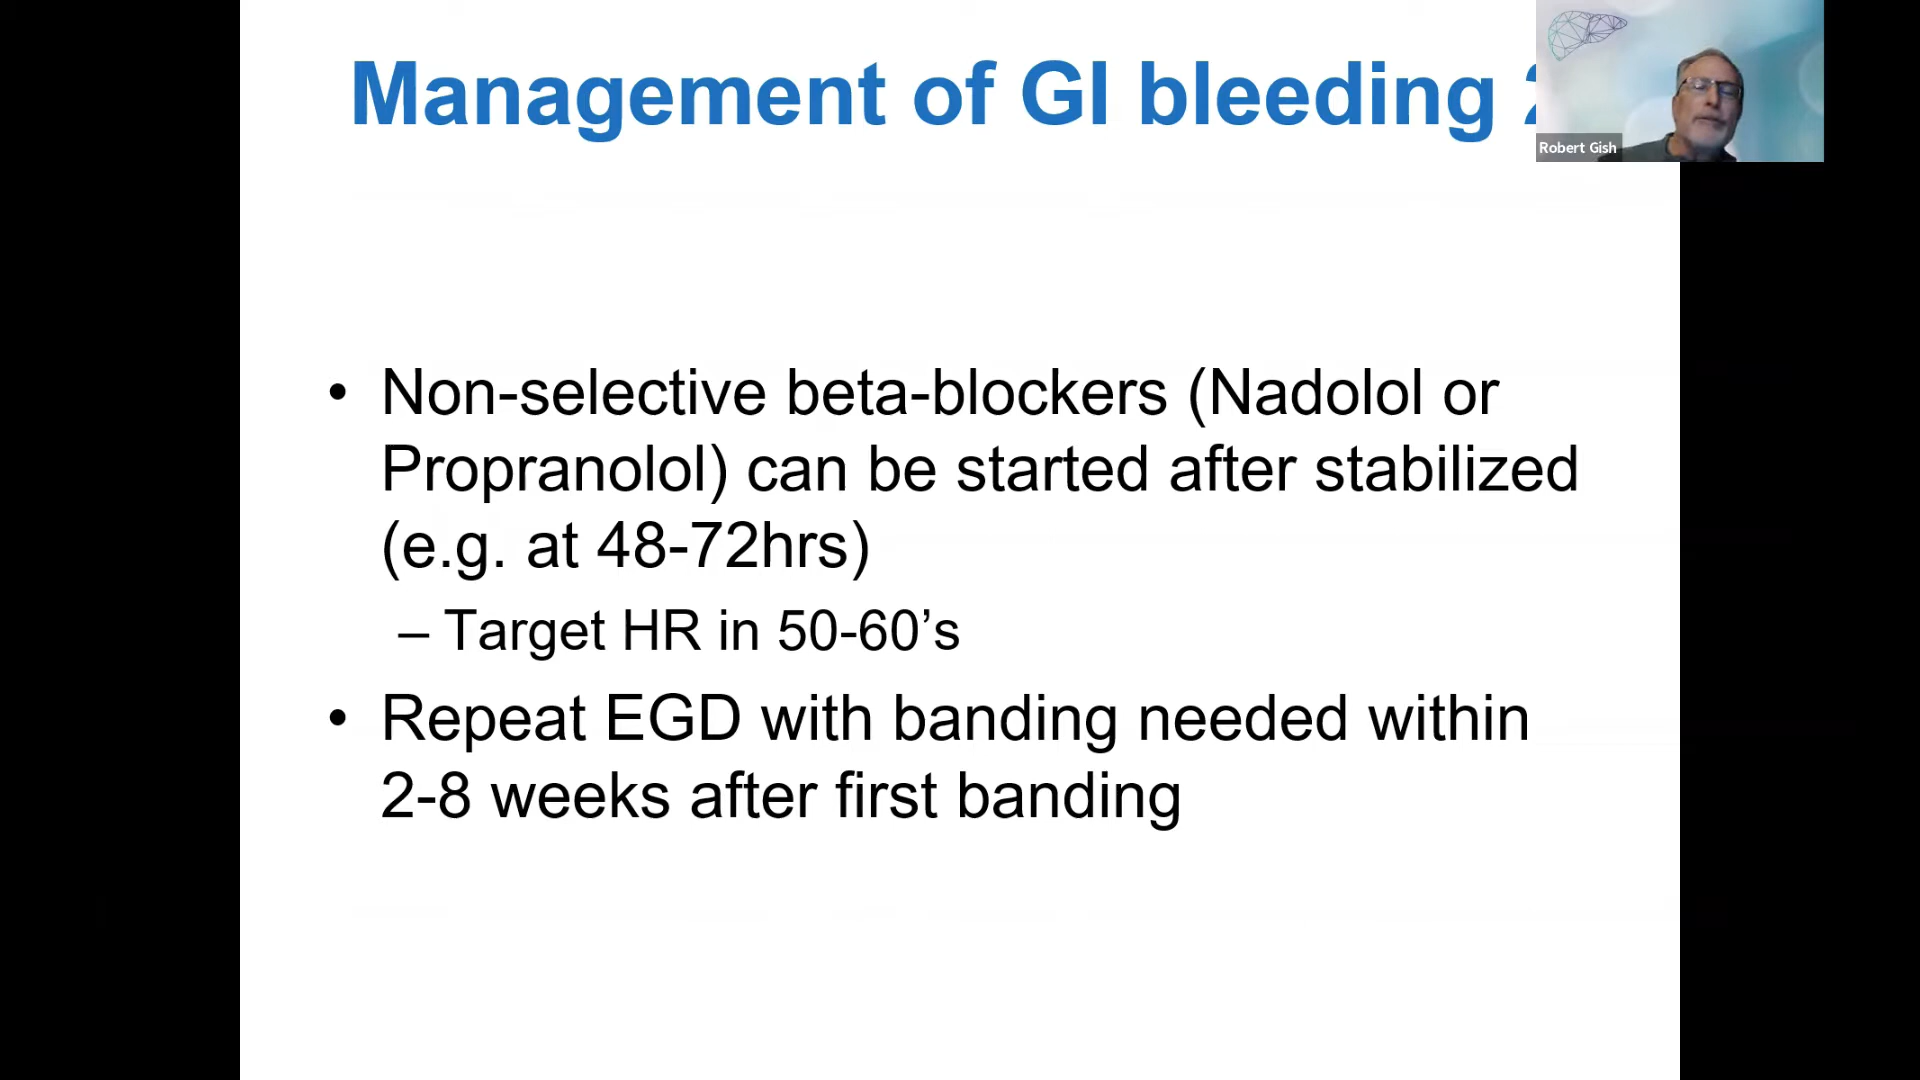 Management of GI bleeding
Robert Gish
• Non-selective beta-blockers (Nadolol or
Propranolol) can be started after stabilized
(e.g. at 48-72hrs)
– Target HR in 50-60’s
• Repeat EGD with banding needed within
2-8 weeks after first banding